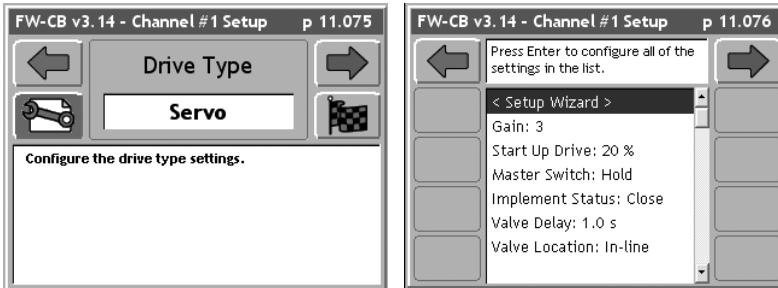 FW-CB v3.14 - Channel #1 Setup p 11.075
Drive Type
Servo
Configure the drive type settings.
FW-CB v3.14 - Channel #1 Setup p 11.076
Press Enter to configure all of the
settings in the list.
< Setup Wizard >
Gain: 3
Start Up Drive: 20 %
Master Switch: Hold
Implement Status: Close
Valve Delay: 1.0 s
Valve Location: In-line